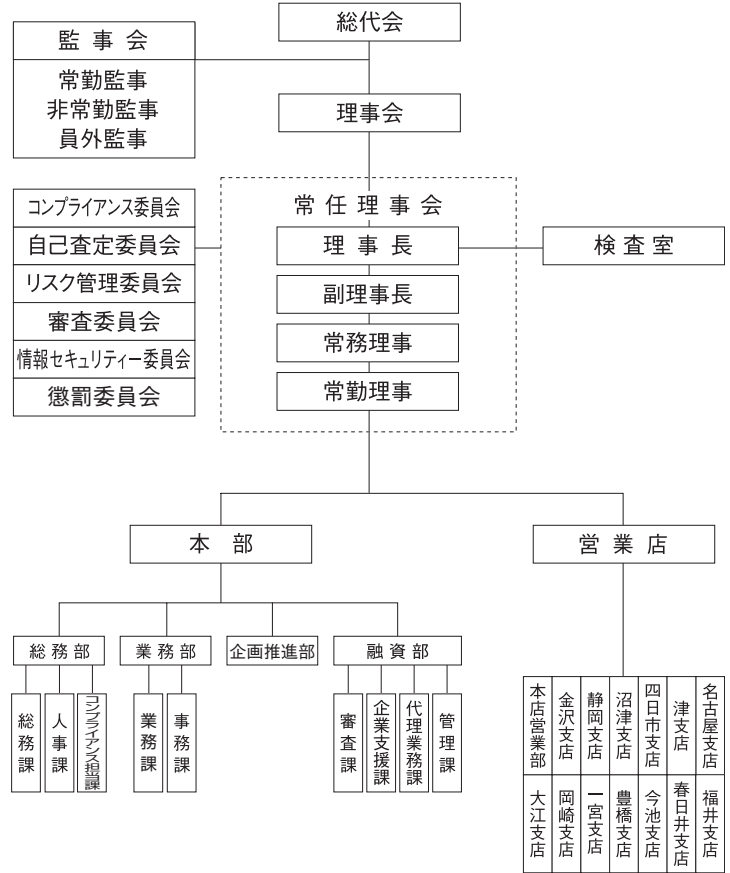 総代会
監事会
常勤監事
非常勤監事
員外監事
理事会
常任理事会
理事長
副理事長
常務理事
常勤理事
コンプライアンス委員会
自己査定委員会
リスク管理委員会
審査委員会
情報セキュリティー委員会
懲罰委員会
検査室
本部
営業店
総務部
業務部
企画推進部
融資部
総務課
人事課
コンプライアンス担当課
業務課
事務課
審査課
企業支援課
代理業務課
管理課
本店営業部
金沢支店
静岡支店
沼津支店
四日市支店
津支店
名古屋支店
大江支店
岡崎支店
一宮支店
豊橋支店
今池支店
春日井支店
福井支店